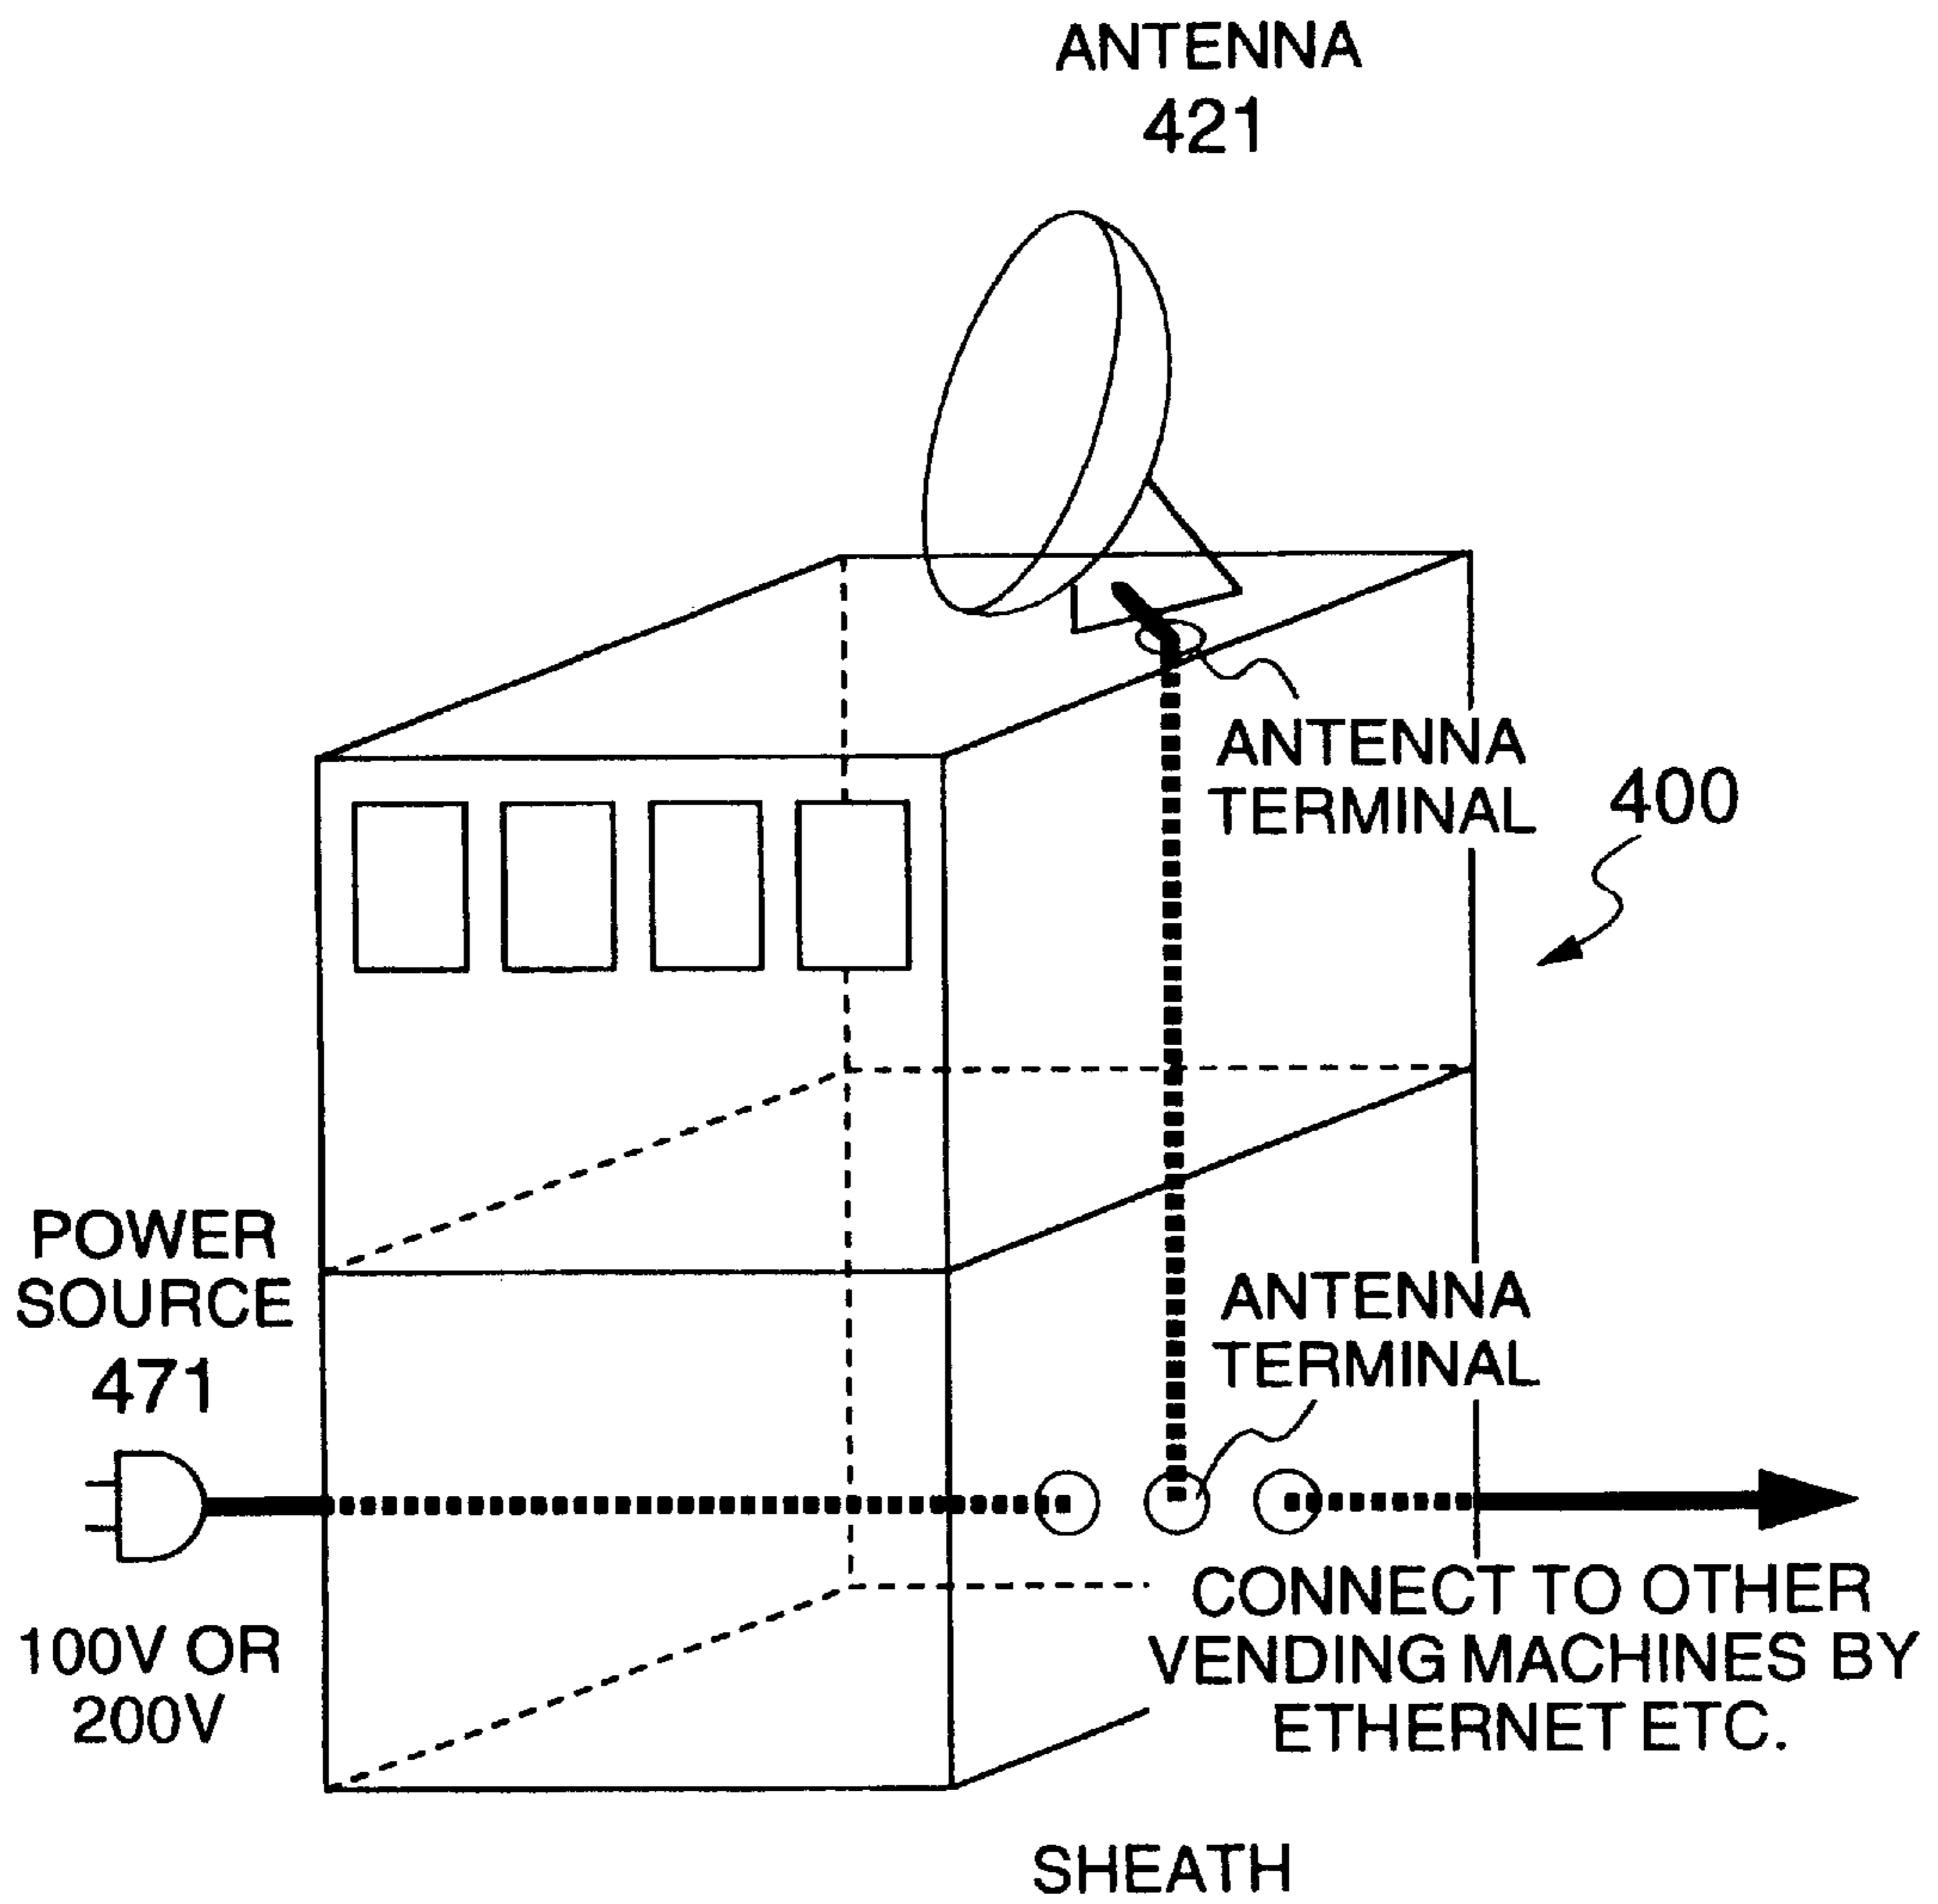 ANTENNA
421
ANTENNA
TERMINAL
400
POWER
SOURCE
471
ANTENNA
TERMINAL
100V OR
200V
CONNECT TO OTHER
VENDING MACHINES BY
ETHERNET ETC.
SHEATH